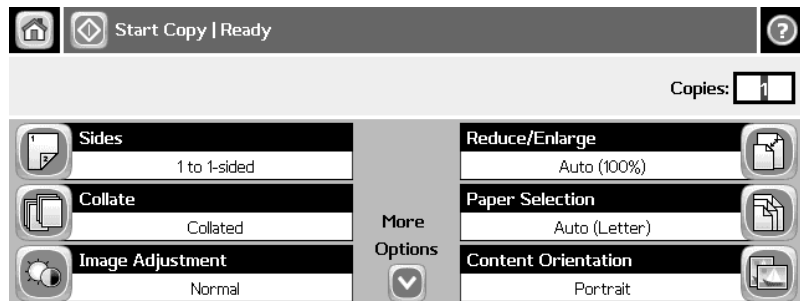 Start Copy | Ready
Copies: 1
Sides
1 to 1-sided
Collate
Collated
Image Adjustment
Normal
More
Options
Reduce/Enlarge
Auto (100%)
Paper Selection
Auto (Letter)
Content Orientation
Portrait